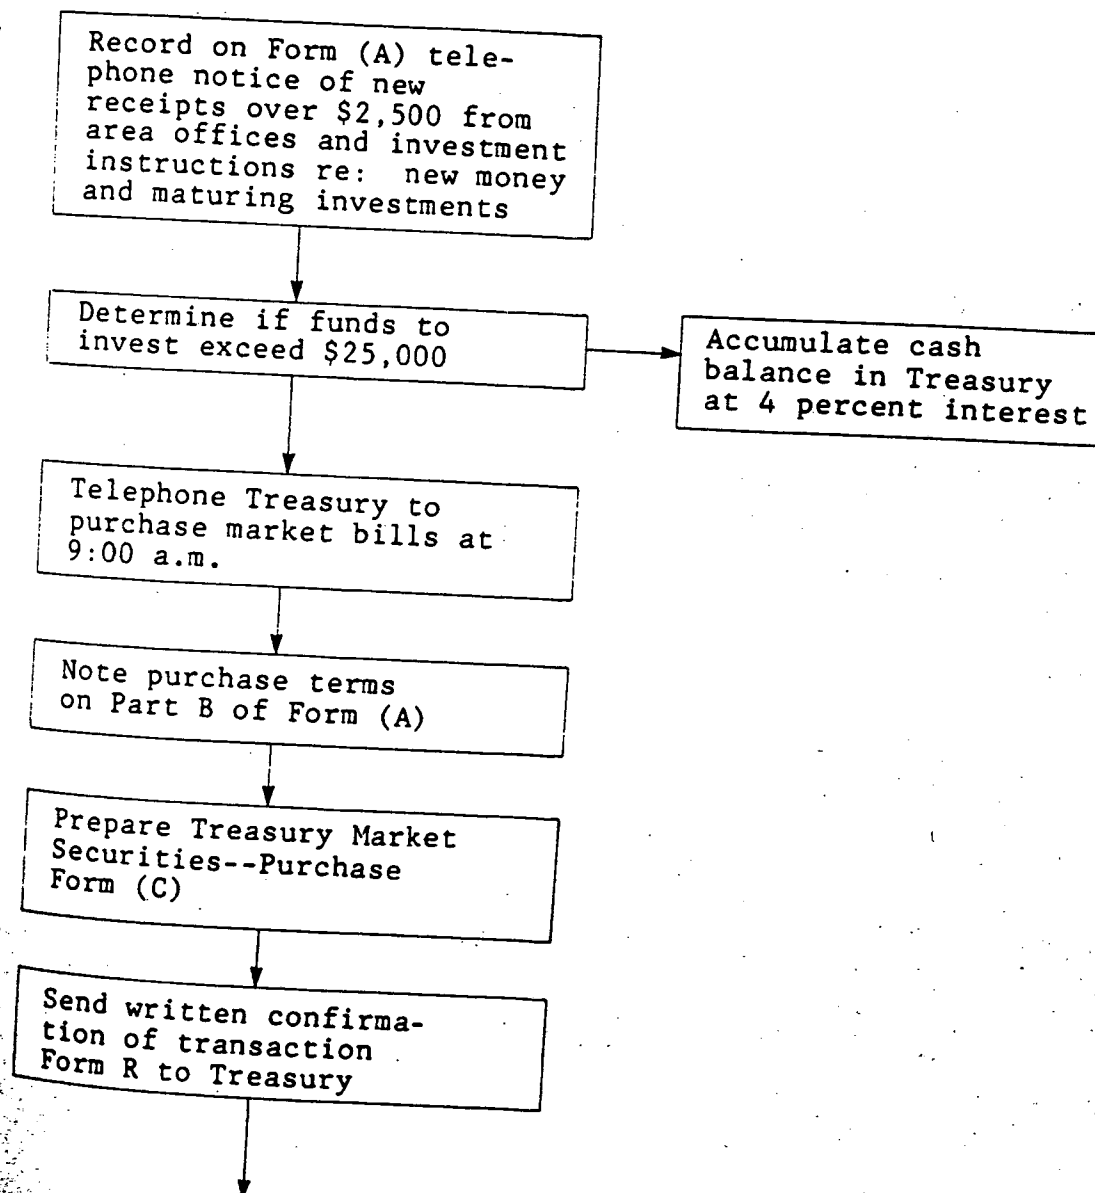 Record on Form (A) tele-
phone notice of new
receipts over $2,500 from
area offices and investment
instructions re: new money
and maturing investments
Determine if funds to
invest exceed $25,000
Accumulate cash
balance in Treasury
at 4 percent interest
Telephone Treasury to
purchase market bills at
9:00 a.m.
Note purchase terms
on Part B of Form (A)
Prepare Treasury Market
Securities--Purchase
Form (C)
Send written confirma-
tion of transaction
Form R to Treasury